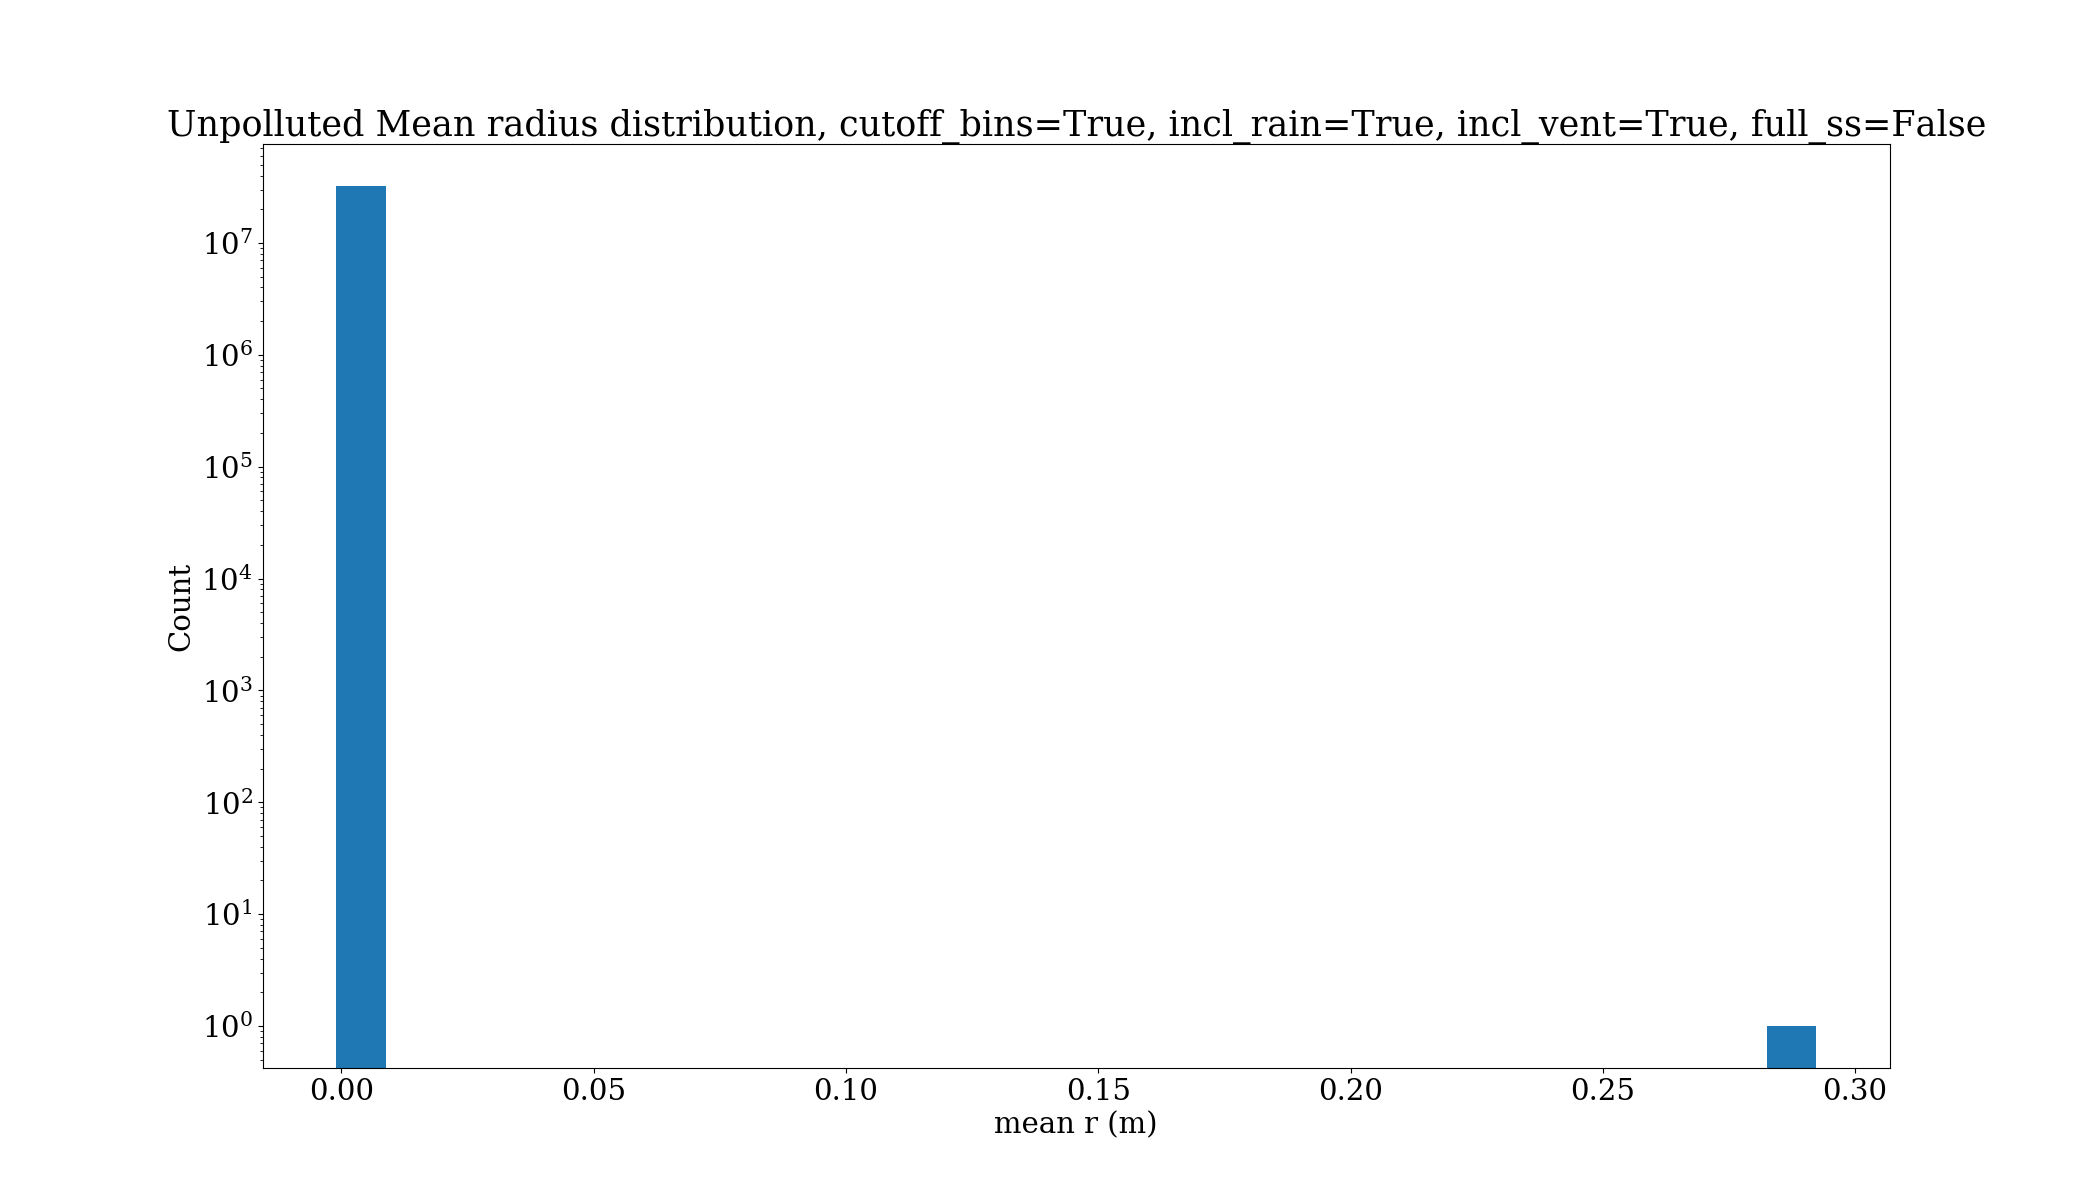 Unpolluted Mean radius distribution, cutoff_bins=True, incl_rain=True, incl_vent=True, full_ss=False
Count
10^7
10^6
10^5
10^4
10^3
10^2
10^1
10^0
0.00 0.05 0.10 0.15 0.20 0.25 0.30
mean r (m)